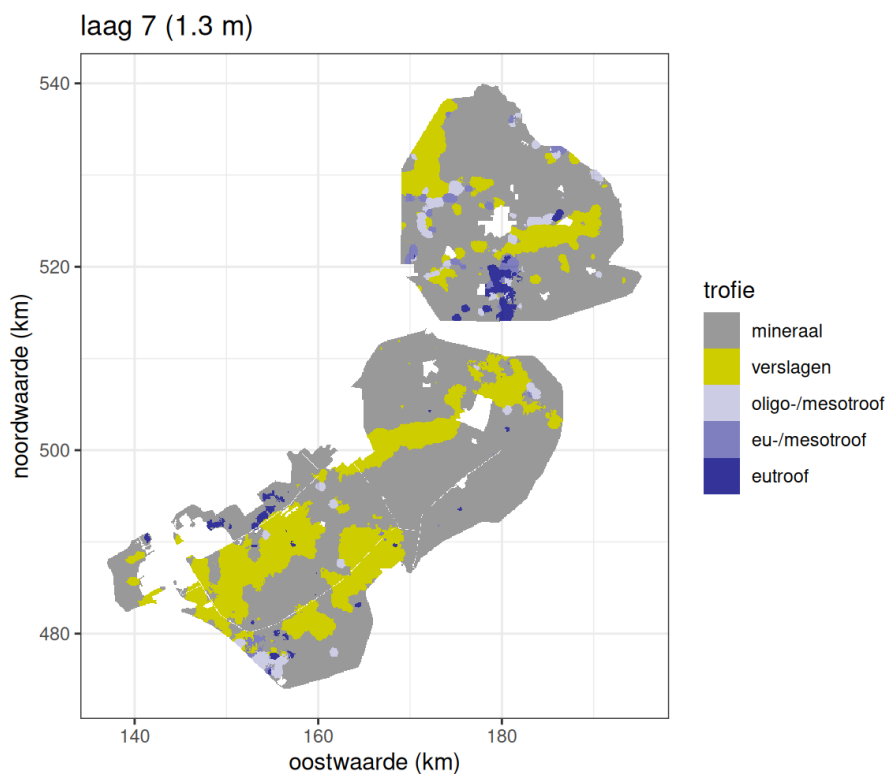 laag 7 (1.3 m)
540
520
500
480
noordwaarde (km)
140
160
180
oostwaarde (km)
trofie
mineraal
verslagen
oligo-/mesotroof
eu-/mesotroof
eutroof